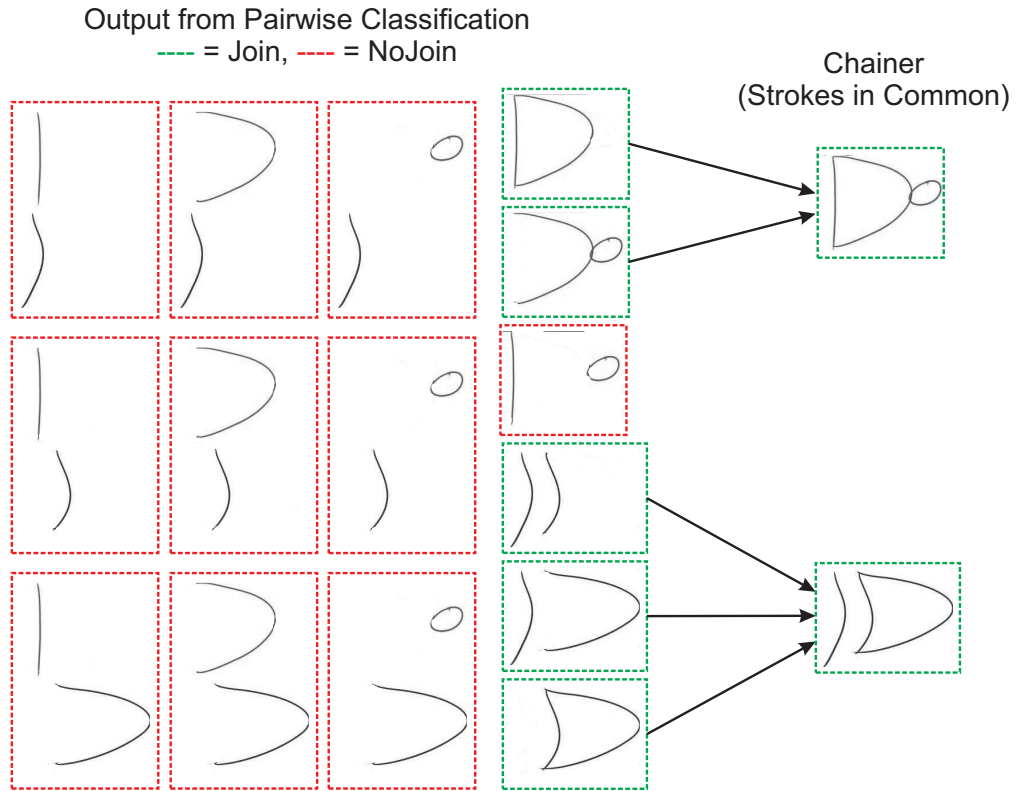 Output from Pairwise Classification
---- = Join, ---- = NoJoin
Chainer
(Strokes in Common)